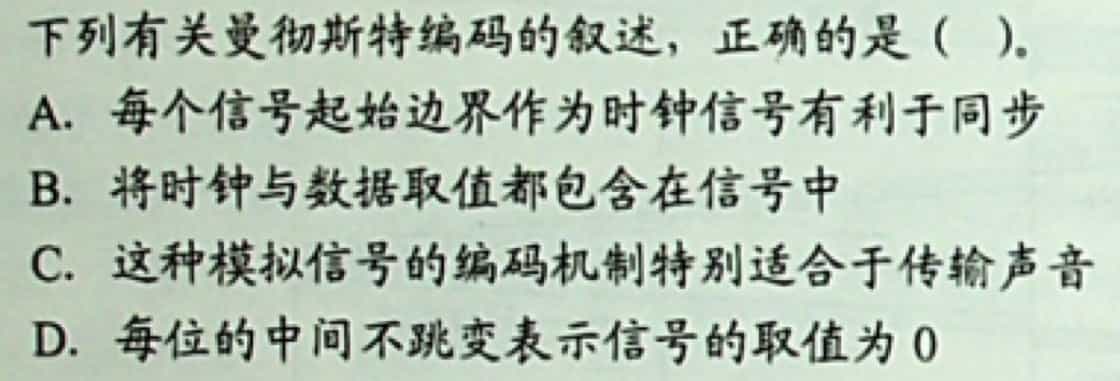 下列有关曼彻斯特编码的叙述，正确的是（ ）。
A. 每个信号起始边界作为时钟信号有利于同步
B. 将时钟与数据取值都包含在信号中
C. 这种模拟信号的编码机制特别适合于传输声音
D. 每位的中间不跳变表示信号的取值为 0